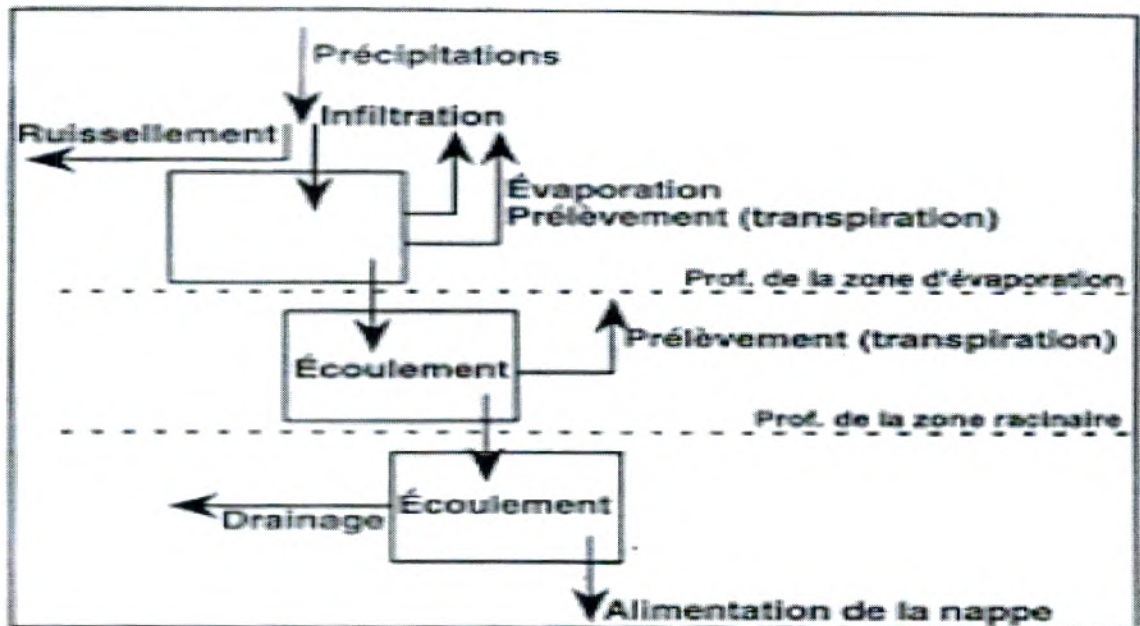 Précipitations
Infiltration
Ruissellement
Évaporation
Prélèvement (transpiration)
Prof. de la zone d'évaporation
Prélèvement (transpiration)
Écoulement
Prof. de la zone racinaire
Écoulement
Drainage
Alimentation de la nappe